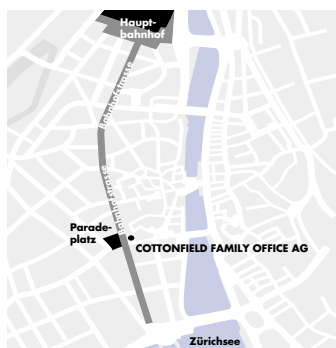 Haupt-
bahnhof
Bahnhofstrasse
Bahnhofstrasse
Parade-
platz
COTTONFIELD FAMILY OFFICE AG
Zürichsee